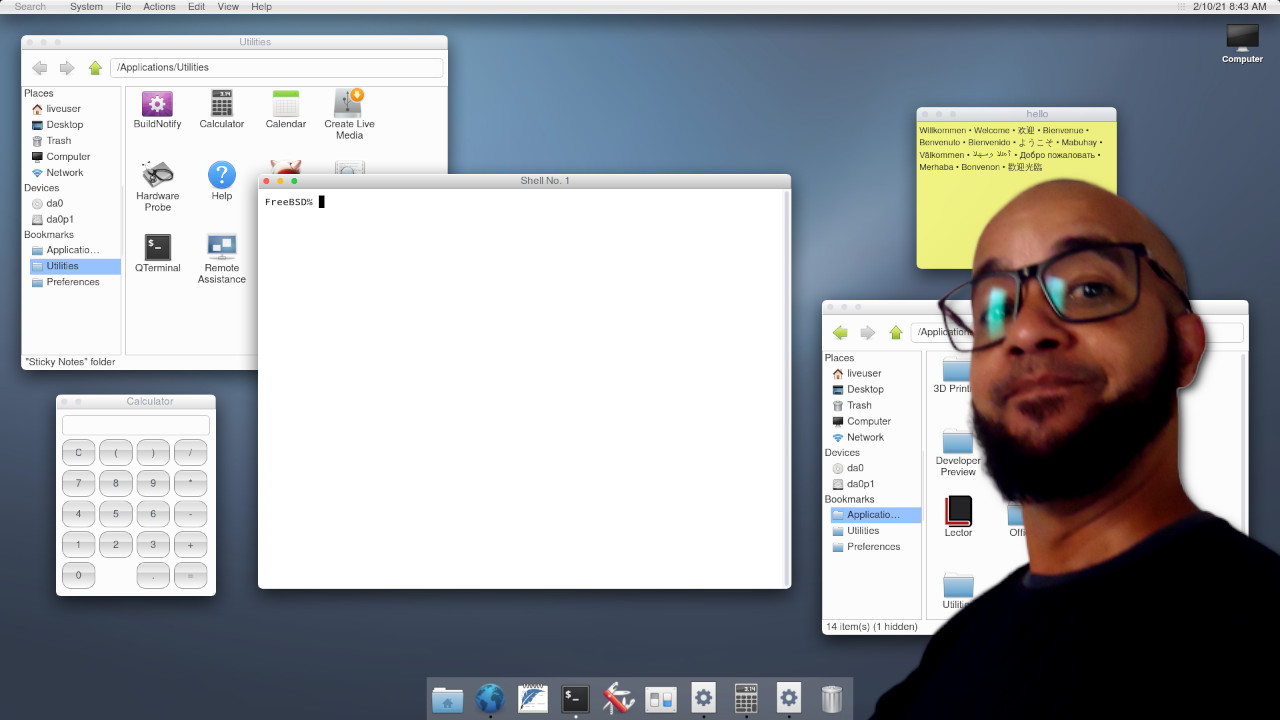 Search System File Actions Edit View Help 2/10/21 8:43 AM
Computer
Utilities
/Applications/Utilities
Places
liveuser
Desktop
Trash
Computer
Network
Devices
da0
da0p1
Bookmarks
Applicatio...
Utilities
Preferences
BuildNotify Calculator Calendar Create Live
Media
Hardware
Probe
Help
QTerminal
Remote
Assistance
"Sticky Notes" folder
Shell No. 1
FreeBSD%
hello
Willkommen • Welcome • 欢迎 • Bienvenue •
Benvenuto • Bienvenido • ようこそ • Mabuhay •
Välkommen • • Добро пожаловать •
Merhaba • Bonvenon • 歡迎光臨
Calculator
C ( ) /
7 8 9 *
4 5 6 -
1 2 3 +
0 . =
/Application
Places
liveuser
Desktop
Trash
Computer
Network
Devices
da0
da0p1
Bookmarks
Applicatio...
Utilities
Preferences
3D Print
Developer
Preview
Lector
Offi
Utiliti
14 item(s) (1 hidden)